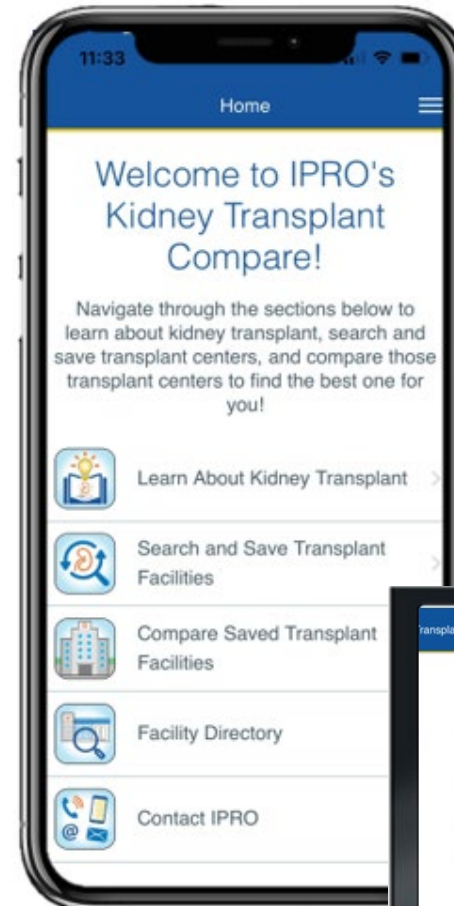 11:33
Home
Welcome to IPRO's
Kidney Transplant
Compare!
Navigate through the sections below to
learn about kidney transplant, search and
save transplant centers, and compare those
transplant centers to find the best one for
you!
Learn About Kidney Transplant
Search and Save Transplant
Facilities
Compare Saved Transplant
Facilities
Facility Directory
Contact IPRO